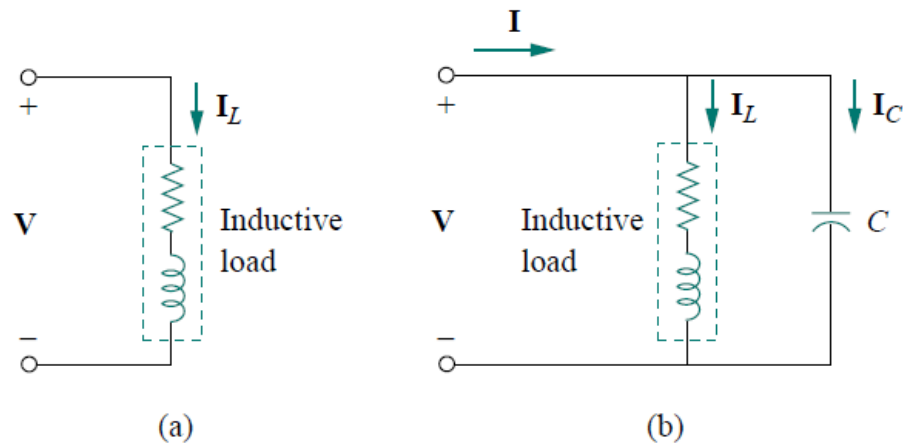 I
+
I_L
+
I_L
I_C
V
Inductive
load
V
Inductive
load
C
−
−
(a)
(b)